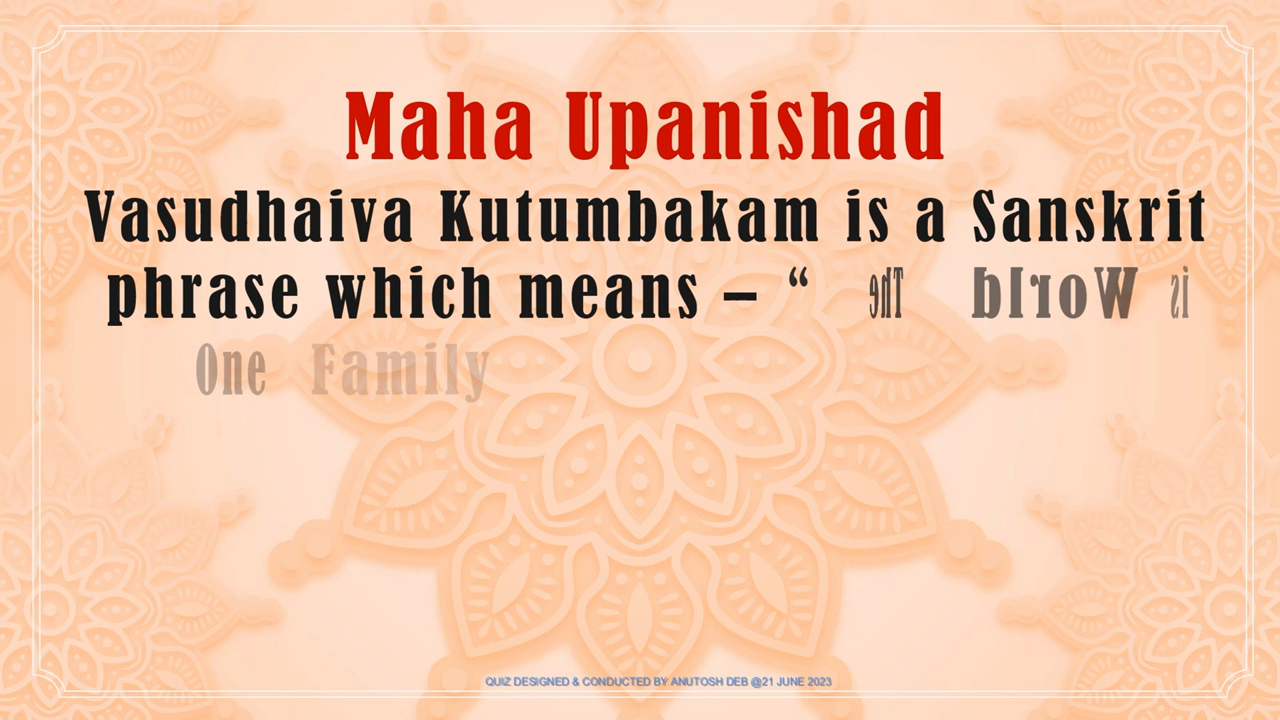 Maha Upanishad
Vasudhaiva Kutumbakam is a Sanskrit
phrase which means – “ The World is
One Family
QUIZ DESIGNED & CONDUCTED BY ANUTOSH DEB @21 JUNE 2023